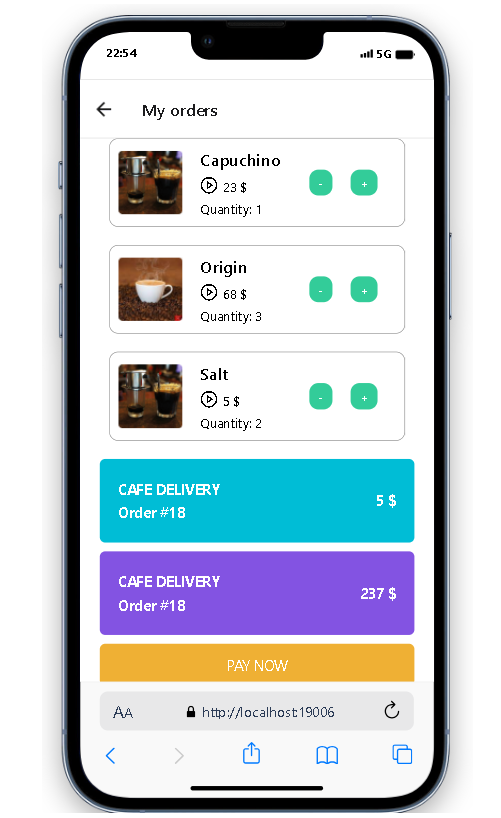 22:54
5G
My orders
Capuchino
23 $
Quantity: 1
- +
Origin
68 $
Quantity: 3
- +
Salt
5 $
Quantity: 2
- +
CAFE DELIVERY
5 $
Order #18
CAFE DELIVERY
237 $
Order #18
PAY NOW
AA
http://localhost:19006